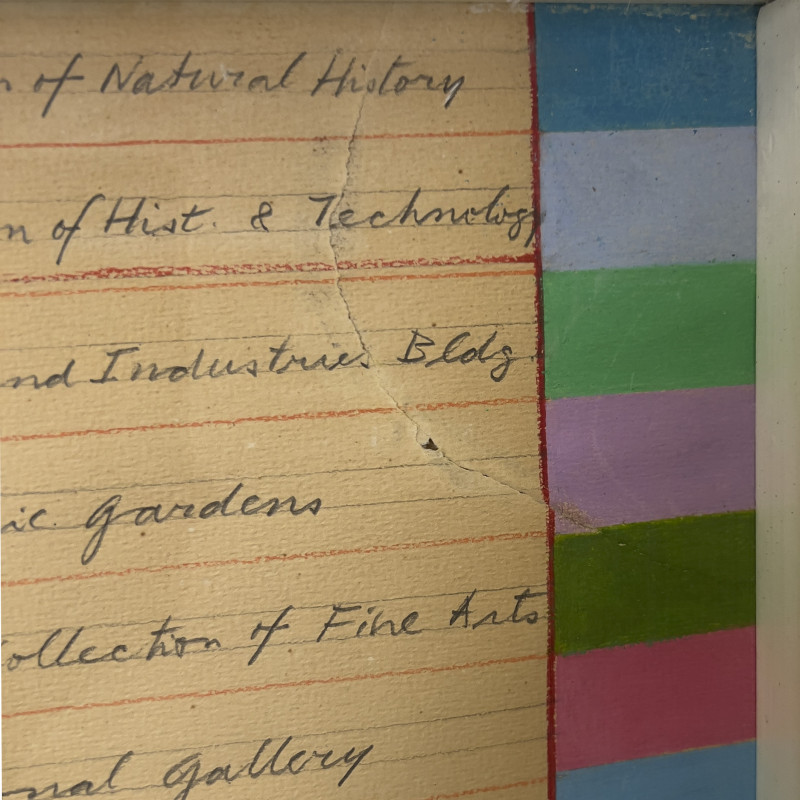 of Natural History
of Hist. & Technology
nd Industries Bldg.
ic Gardens
ollection of Fine Arts
nal Gallery